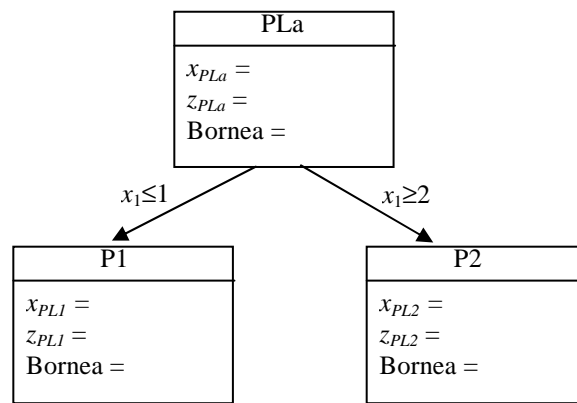 PLa
x_PLa =
z_PLa =
Bornea =
x₁≤1
x₁≥2
P1
x_PL1 =
z_PL1 =
Bornea =
P2
x_PL2 =
z_PL2 =
Bornea =